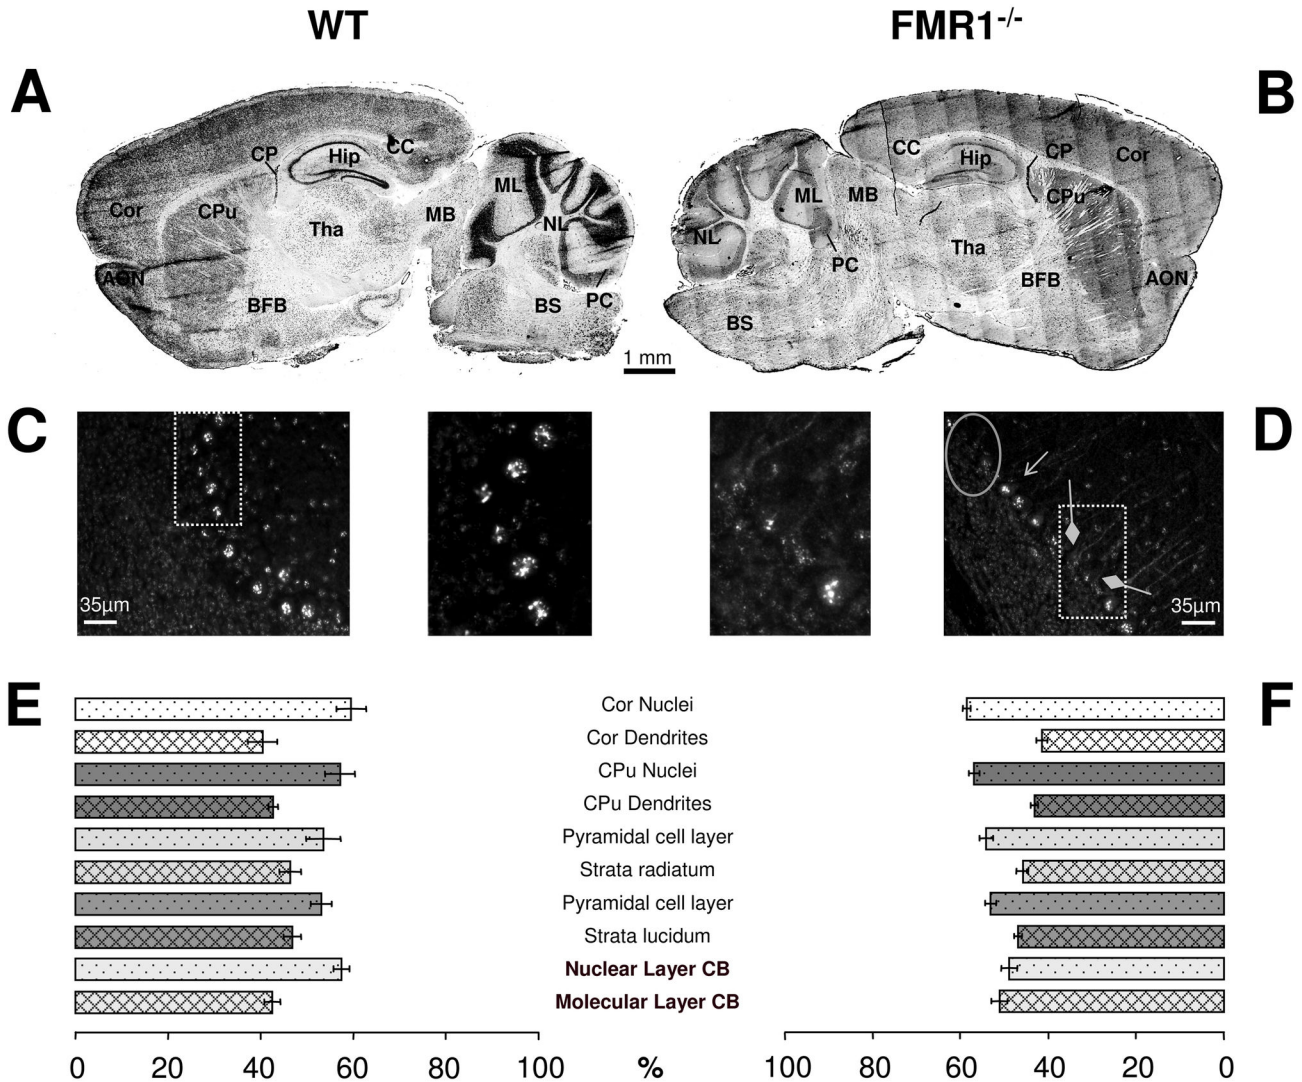 WT FMR1-/-
A B
CP Hip CC
Cor CPu Tha MB ML NL
AON BFB BS PC
CC Hip CP Cor
ML MB CPu
NL PC Tha BFB AON
BS
1 mm
C D
35µm 35µm
E F
Cor Nuclei
Cor Dendrites
CPu Nuclei
CPu Dendrites
Pyramidal cell layer
Strata radiatum
Pyramidal cell layer
Strata lucidum
Nuclear Layer CB
Molecular Layer CB
0 20 40 60 80 100 % 100 80 60 40 20 0